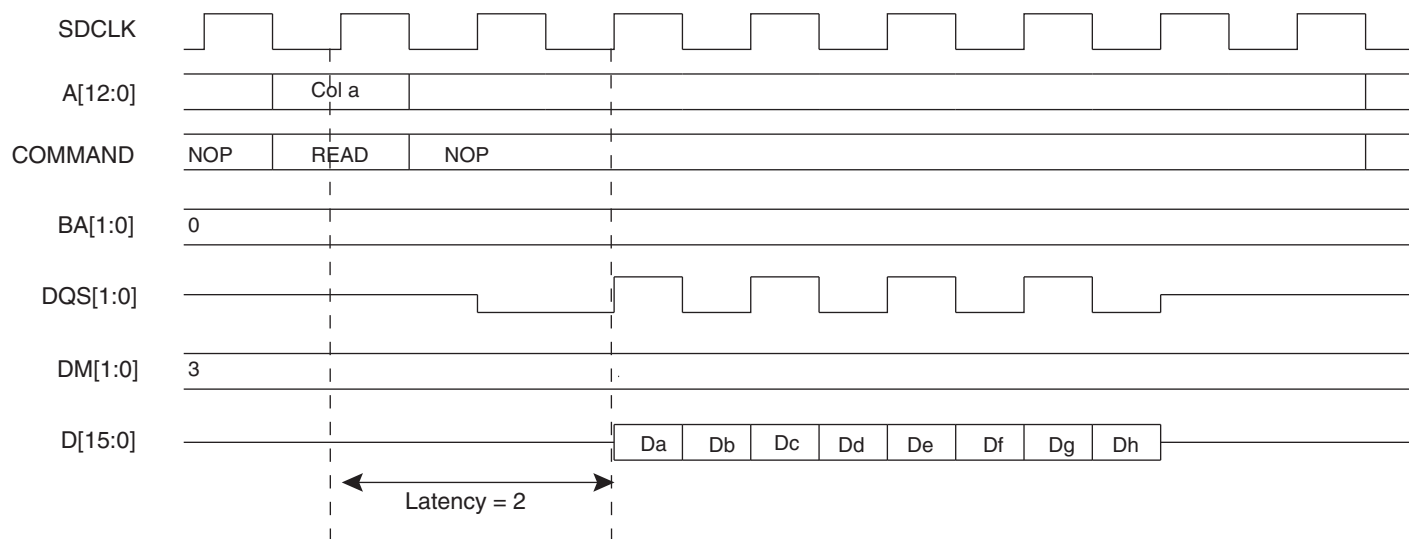 SDCLK
A[12:0] Col a
COMMAND NOP READ NOP
BA[1:0] 0
DQS[1:0]
DM[1:0] 3
D[15:0] Da Db Dc Dd De Df Dg Dh
Latency = 2